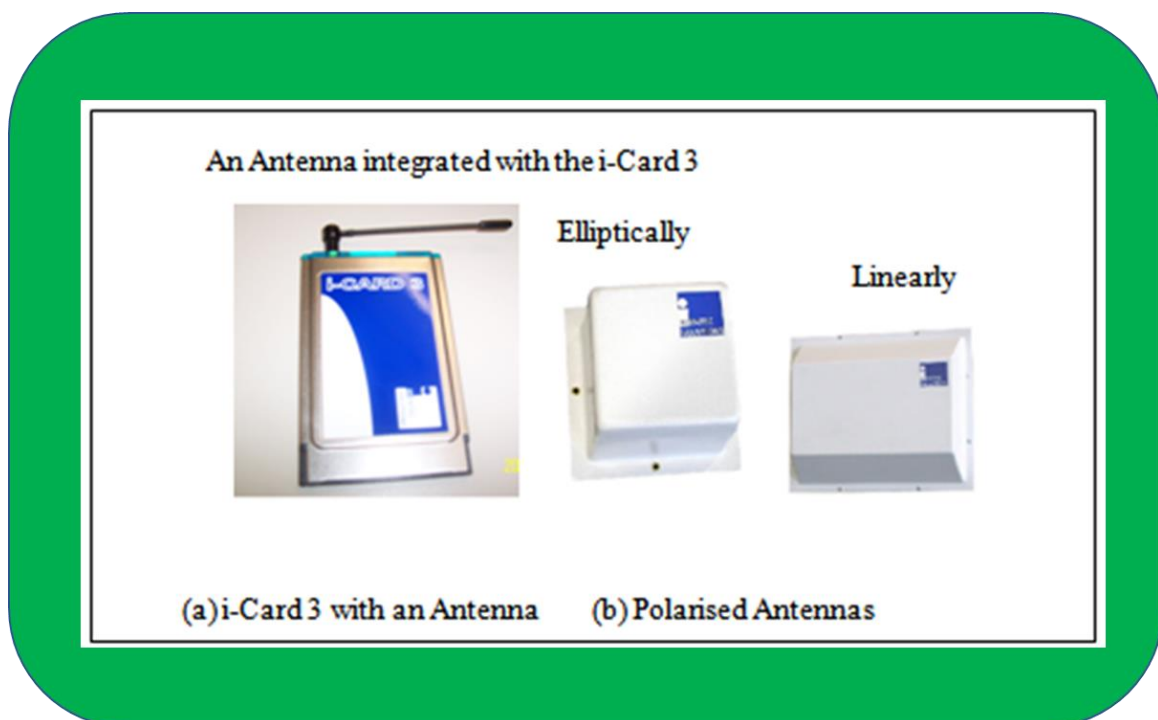 An Antenna integrated with the i-Card 3
Elliptically
Linearly
i-CARD 3
(a) i-Card 3 with an Antenna
(b) Polarised Antennas